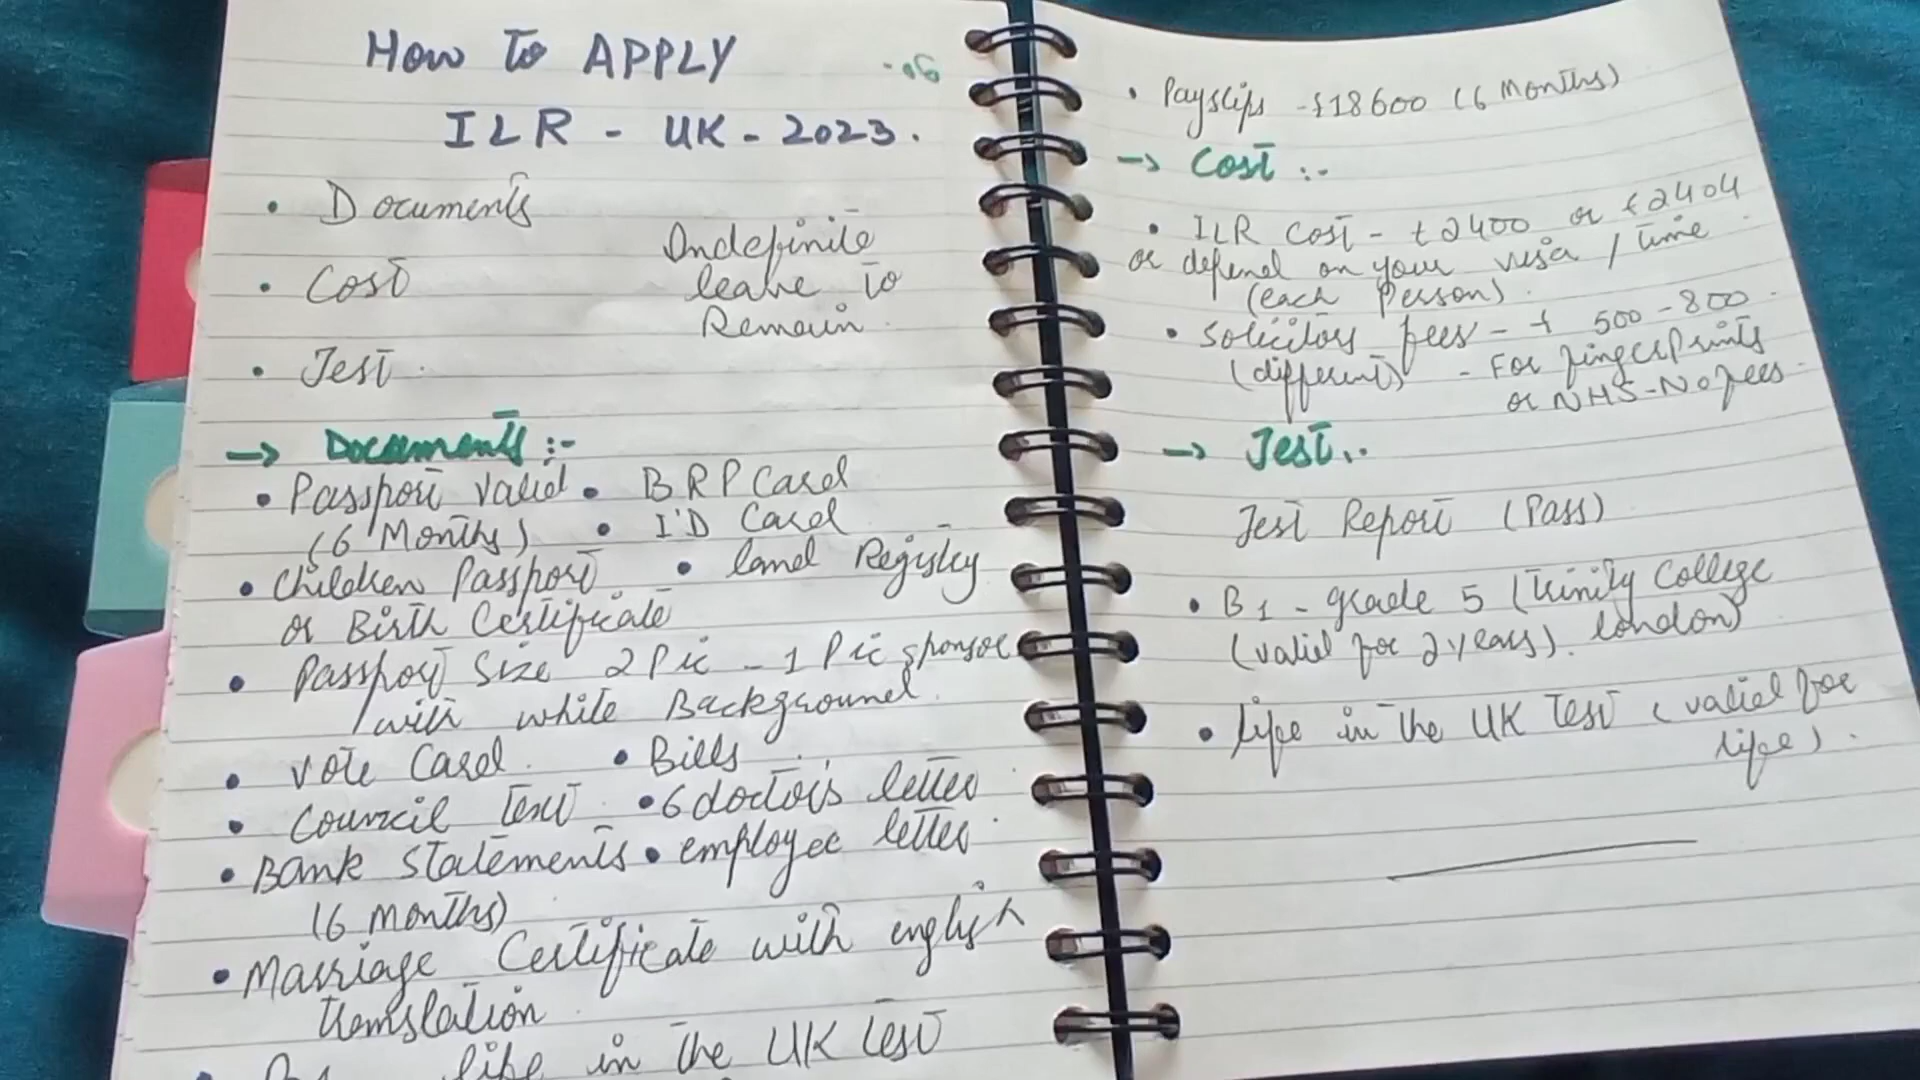 How To APPLY
ILR - UK - 2023.
• Documents
Indefinite
• Cost
leave to
Remain
• Test.
→ Documents :-
• Passport valid • BRP Card
(6 Months) • I'D Card
• Children Passport • land Registry
or Birth Certificate
• Passport Size 2 Pic - 1 Pic sponsor
with white Background.
• Vote Card. • Bills
• Council Text • 6 doctor's letter
• Bank Statements • employee letter
(6 months)
• Marriage Certificate with english
translation
life in the UK test
• Payslips - £18600 (6 Months)
→ Cost :-
• ILR Cost - £2400 or £2404
or depend on your visa / time
(each person).
• Solicitors fees - £ 500 - 800
(different) - For fingerprints
or NHS - No fees.
→ Test..
Test Report (Pass)
• B1 - grade 5 (trinity College
(valid for 2 years). london)
• life in the UK test (valid for
life).